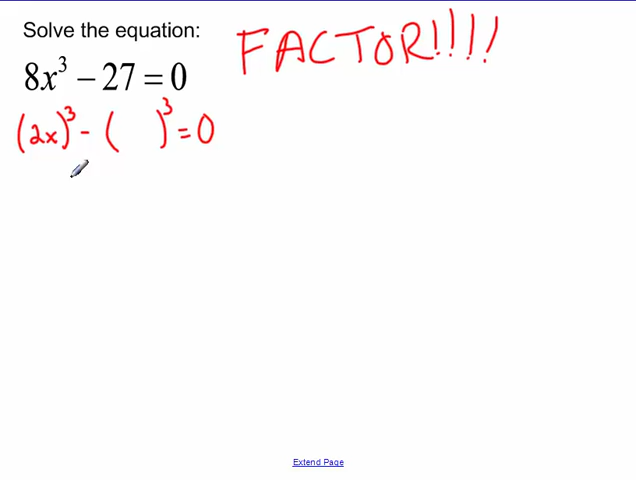 Solve the equation:
FACTOR!!!!
8x³ − 27 = 0
(2x)³ - (  )³ = 0
Extend Page